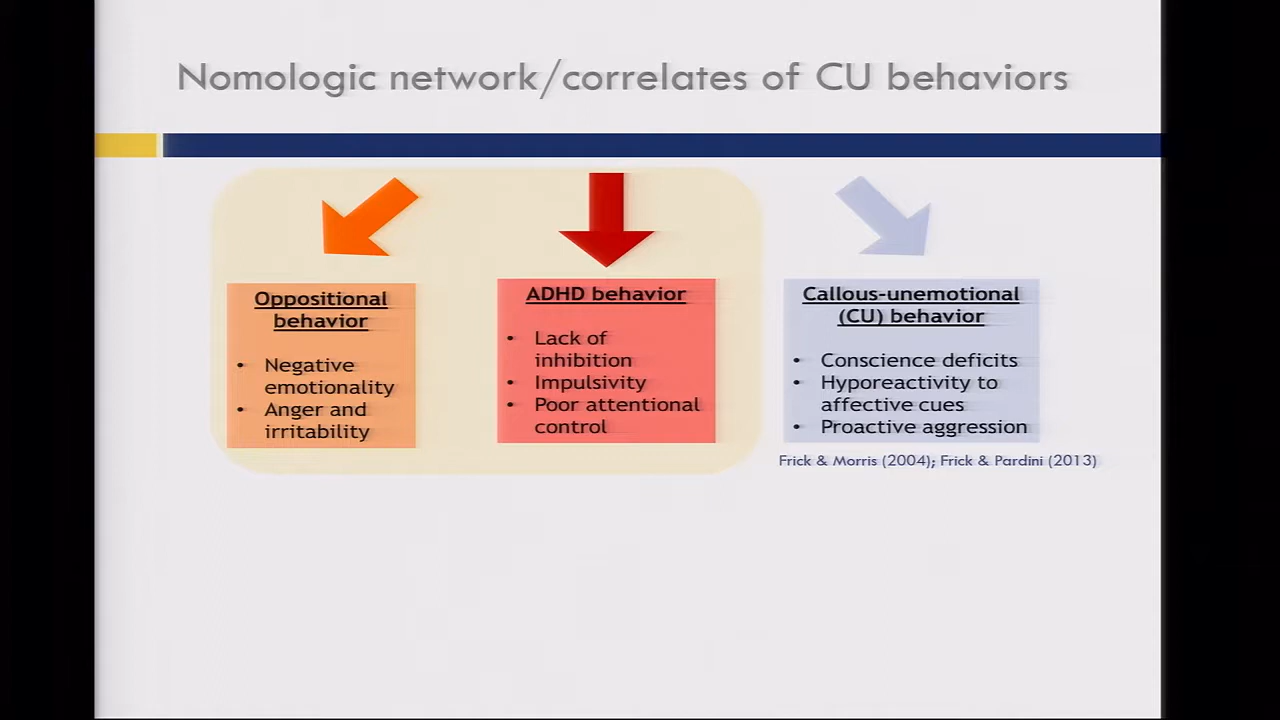 Nomologic network/correlates of CU behaviors
Oppositional
behavior
• Negative
emotionality
• Anger and
irritability
ADHD behavior
• Lack of
inhibition
• Impulsivity
• Poor attentional
control
Callous-unemotional
(CU) behavior
• Conscience deficits
• Hyporeactivity to
affective cues
• Proactive aggression
Frick & Morris (2004); Frick & Pardini (2013)